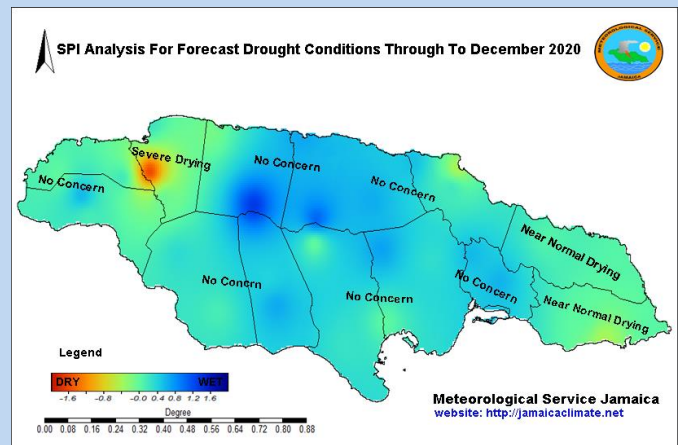 SPI Analysis For Forecast Drought Conditions Through To December 2020
METEOROLOGICAL SERVICE
JAMAICA
Severe Drying
No Concern
No Concern
No Concern
Near Normal Drying
No Concern
No Concern
No Concern
Near Normal Drying
Legend
DRY WET
-1.6 -0.8 -0.0 0.4 0.8 1.2 1.6
Degree
0.00 0.08 0.16 0.24 0.32 0.40 0.48 0.56 0.64 0.72 0.80 0.88
Meteorological Service Jamaica
website: http://jamaicaclimate.net